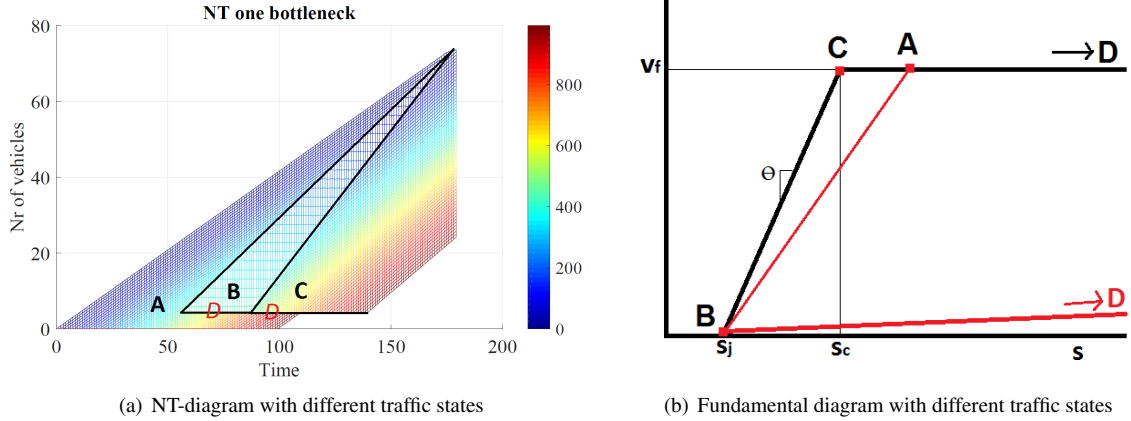 NT one bottleneck
80
60
40
20
0
Nr of vehicles
0
50
100
150
200
Time
A
B
C
D
D
800
600
400
200
0
(a) NT-diagram with different traffic states
C
A
D
vf
Θ
B
D
sj
sc
s
(b) Fundamental diagram with different traffic states